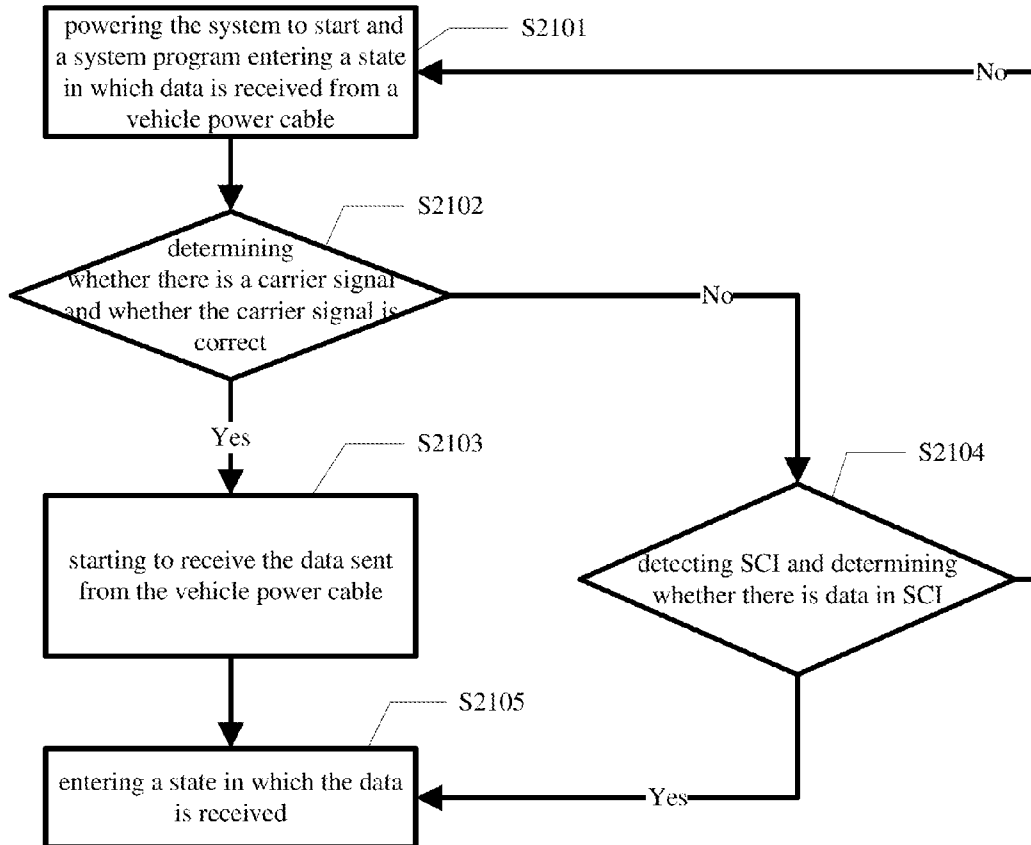 powering the system to start and
a system program entering a state
in which data is received from a
vehicle power cable
S2101
No
S2102
determining
whether there is a carrier signal
and whether the carrier signal is
correct
No
Yes
S2103
S2104
starting to receive the data sent
from the vehicle power cable
detecting SCI and determining
whether there is data in SCI
S2105
entering a state in which the data
is received
Yes